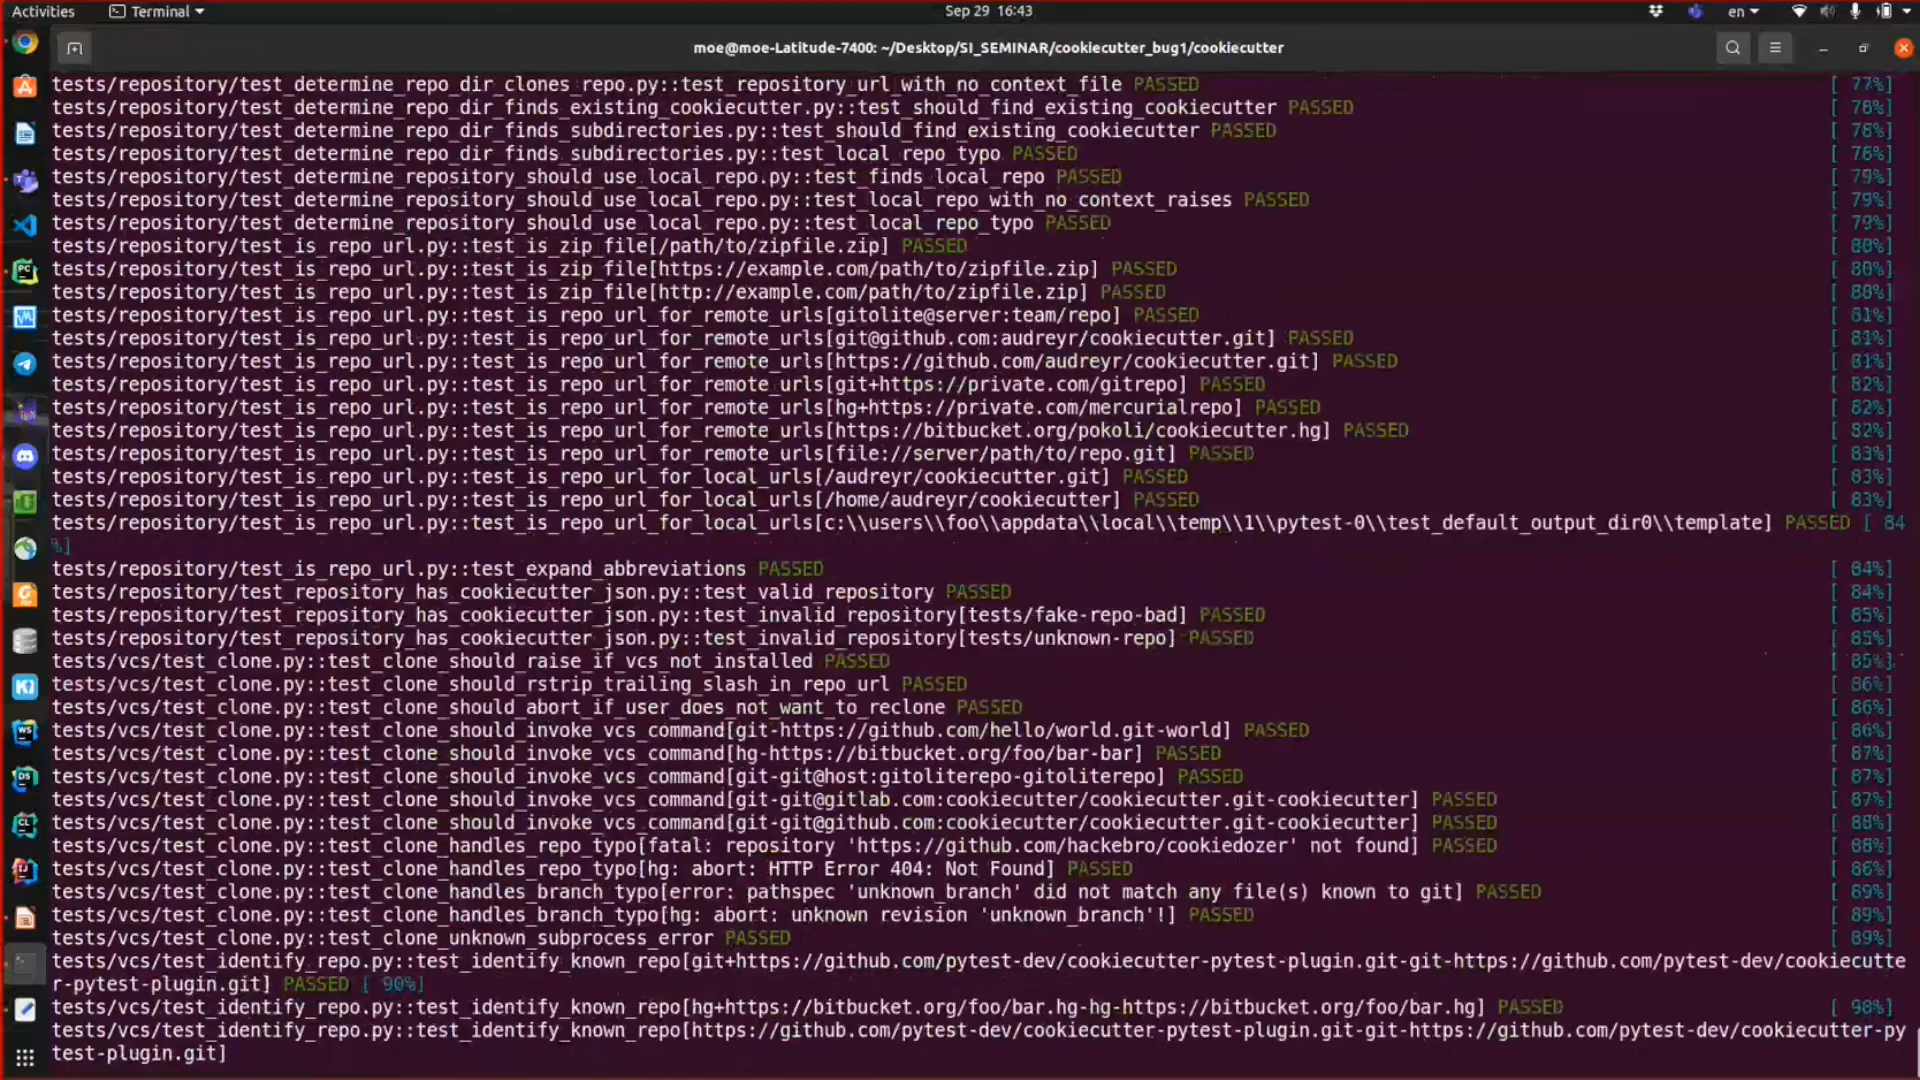 Activities
Terminal
Sep 29 16:43
en
moe@moe-Latitude-7400: ~/Desktop/SI_SEMINAR/cookiecutter_bug1/cookiecutter
tests/repository/test_determine_repo_dir_clones_repo.py::test_repository_url_with_no_context_file PASSED [ 77%]
tests/repository/test_determine_repo_dir_finds_existing_cookiecutter.py::test_should_find_existing_cookiecutter PASSED [ 78%]
tests/repository/test_determine_repo_dir_finds_subdirectories.py::test_should_find_existing_cookiecutter PASSED [ 78%]
tests/repository/test_determine_repo_dir_finds_subdirectories.py::test_local_repo_typo PASSED [ 78%]
tests/repository/test_determine_repository_should_use_local_repo.py::test_finds_local_repo PASSED [ 79%]
tests/repository/test_determine_repository_should_use_local_repo.py::test_local_repo_with_no_context_raises PASSED [ 79%]
tests/repository/test_determine_repository_should_use_local_repo.py::test_local_repo_typo PASSED [ 79%]
tests/repository/test_is_repo_url.py::test_is_zip_file[/path/to/zipfile.zip] PASSED [ 80%]
tests/repository/test_is_repo_url.py::test_is_zip_file[https://example.com/path/to/zipfile.zip] PASSED [ 80%]
tests/repository/test_is_repo_url.py::test_is_zip_file[http://example.com/path/to/zipfile.zip] PASSED [ 80%]
tests/repository/test_is_repo_url.py::test_is_repo_url_for_remote_urls[gitolite@server:team/repo] PASSED [ 81%]
tests/repository/test_is_repo_url.py::test_is_repo_url_for_remote_urls[git@github.com:audreyr/cookiecutter.git] PASSED [ 81%]
tests/repository/test_is_repo_url.py::test_is_repo_url_for_remote_urls[https://github.com/audreyr/cookiecutter.git] PASSED [ 81%]
tests/repository/test_is_repo_url.py::test_is_repo_url_for_remote_urls[git+https://private.com/gitrepo] PASSED [ 82%]
tests/repository/test_is_repo_url.py::test_is_repo_url_for_remote_urls[hg+https://private.com/mercurialrepo] PASSED [ 82%]
tests/repository/test_is_repo_url.py::test_is_repo_url_for_remote_urls[https://bitbucket.org/pokoli/cookiecutter.hg] PASSED [ 82%]
tests/repository/test_is_repo_url.py::test_is_repo_url_for_remote_urls[file://server/path/to/repo.git] PASSED [ 83%]
tests/repository/test_is_repo_url.py::test_is_repo_url_for_local_urls[/audreyr/cookiecutter.git] PASSED [ 83%]
tests/repository/test_is_repo_url.py::test_is_repo_url_for_local_urls[/home/audreyr/cookiecutter] PASSED [ 83%]
tests/repository/test_is_repo_url.py::test_is_repo_url_for_local_urls[c:\\users\\foo\\appdata\\local\\temp\\1\\pytest-0\\test_default_output_dir0\\template] PASSED [ 84
%]
tests/repository/test_is_repo_url.py::test_expand_abbreviations PASSED [ 84%]
tests/repository/test_repository_has_cookiecutter_json.py::test_valid_repository PASSED [ 84%]
tests/repository/test_repository_has_cookiecutter_json.py::test_invalid_repository[tests/fake-repo-bad] PASSED [ 85%]
tests/repository/test_repository_has_cookiecutter_json.py::test_invalid_repository[tests/unknown-repo] PASSED [ 85%]
tests/vcs/test_clone.py::test_clone_should_raise_if_vcs_not_installed PASSED [ 85%]
tests/vcs/test_clone.py::test_clone_should_rstrip_trailing_slash_in_repo_url PASSED [ 86%]
tests/vcs/test_clone.py::test_clone_should_abort_if_user_does_not_want_to_reclone PASSED [ 86%]
tests/vcs/test_clone.py::test_clone_should_invoke_vcs_command[git-https://github.com/hello/world.git-world] PASSED [ 86%]
tests/vcs/test_clone.py::test_clone_should_invoke_vcs_command[hg-https://bitbucket.org/foo/bar-bar] PASSED [ 87%]
tests/vcs/test_clone.py::test_clone_should_invoke_vcs_command[git-git@host:gitoliterepo-gitoliterepo] PASSED [ 87%]
tests/vcs/test_clone.py::test_clone_should_invoke_vcs_command[git-git@gitlab.com:cookiecutter/cookiecutter.git-cookiecutter] PASSED [ 87%]
tests/vcs/test_clone.py::test_clone_should_invoke_vcs_command[git-git@github.com:cookiecutter/cookiecutter.git-cookiecutter] PASSED [ 88%]
tests/vcs/test_clone.py::test_clone_handles_repo_typo[fatal: repository 'https://github.com/hackebro/cookiedozer' not found] PASSED [ 88%]
tests/vcs/test_clone.py::test_clone_handles_repo_typo[hg: abort: HTTP Error 404: Not Found] PASSED [ 88%]
tests/vcs/test_clone.py::test_clone_handles_branch_typo[error: pathspec 'unknown_branch' did not match any file(s) known to git] PASSED [ 89%]
tests/vcs/test_clone.py::test_clone_handles_branch_typo[hg: abort: unknown revision 'unknown_branch'!] PASSED [ 89%]
tests/vcs/test_clone.py::test_clone_unknown_subprocess_error PASSED [ 89%]
tests/vcs/test_identify_repo.py::test_identify_known_repo[git+https://github.com/pytest-dev/cookiecutter-pytest-plugin.git-git-https://github.com/pytest-dev/cookiecutte
r-pytest-plugin.git] PASSED [ 90%]
tests/vcs/test_identify_repo.py::test_identify_known_repo[hg+https://bitbucket.org/foo/bar.hg-hg-https://bitbucket.org/foo/bar.hg] PASSED [ 90%]
tests/vcs/test_identify_repo.py::test_identify_known_repo[https://github.com/pytest-dev/cookiecutter-pytest-plugin.git-git-https://github.com/pytest-dev/cookiecutter-py
test-plugin.git]